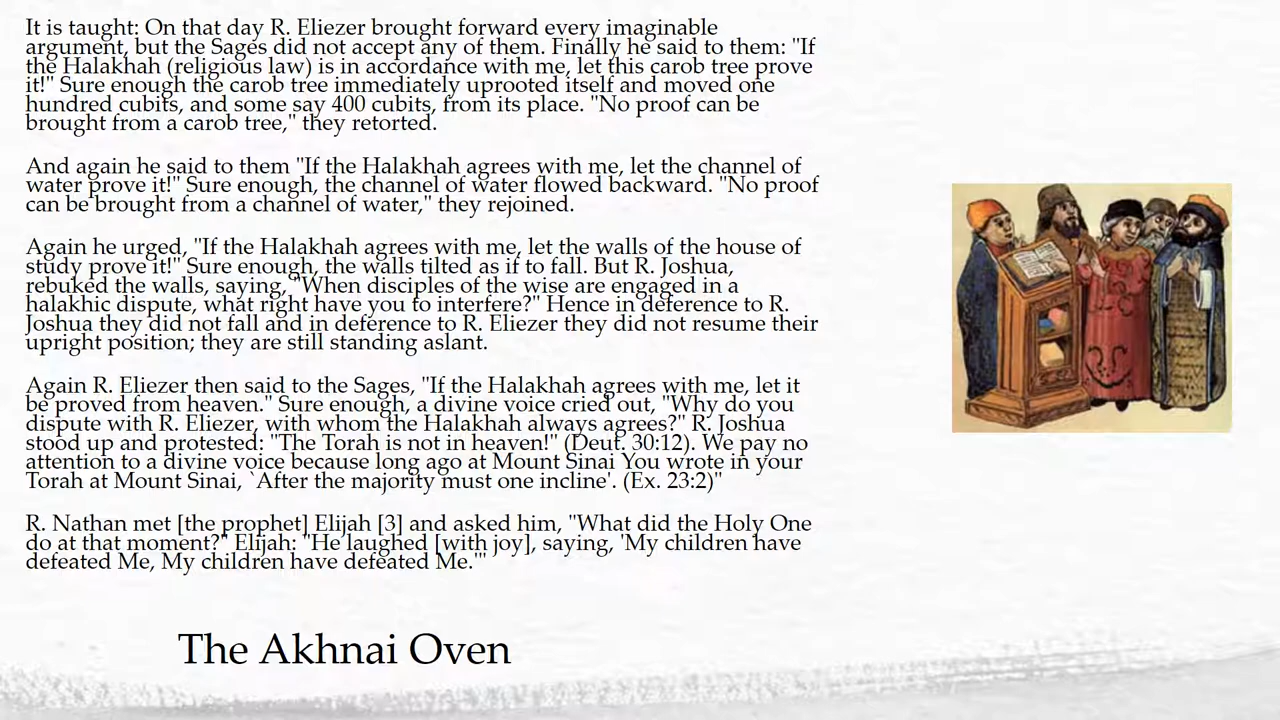 It is taught: On that day R. Eliezer brought forward every imaginable
argument, but the Sages did not accept any of them. Finally he said to them: "If
the Halakhah (religious law) is in accordance with me, let this carob tree prove
it!" Sure enough the carob tree immediately uprooted itself and moved one
hundred cubits, and some say 400 cubits, from its place. "No proof can be
brought from a carob tree," they retorted.
And again he said to them "If the Halakhah agrees with me, let the channel of
water prove it!" Sure enough, the channel of water flowed backward. "No proof
can be brought from a channel of water," they rejoined.
Again he urged, "If the Halakhah agrees with me, let the walls of the house of
study prove it!" Sure enough, the walls tilted as if to fall. But R. Joshua,
rebuked the walls, saying, "When disciples of the wise are engaged in a
halakhic dispute, what right have you to interfere?" Hence in deference to R.
Joshua they did not fall and in deference to R. Eliezer they did not resume their
upright position; they are still standing aslant.
Again R. Eliezer then said to the Sages, "If the Halakhah agrees with me, let it
be proved from heaven." Sure enough, a divine voice cried out, "Why do you
dispute with R. Eliezer, with whom the Halakhah always agrees?" R. Joshua
stood up and protested: "The Torah is not in heaven!" (Deut. 30:12). We pay no
attention to a divine voice because long ago at Mount Sinai You wrote in your
Torah at Mount Sinai, `After the majority must one incline'. (Ex. 23:2)"
R. Nathan met [the prophet] Elijah [3] and asked him, "What did the Holy One
do at that moment?" Elijah: "He laughed [with joy], saying, 'My children have
defeated Me, My children have defeated Me.'"
The Akhnai Oven